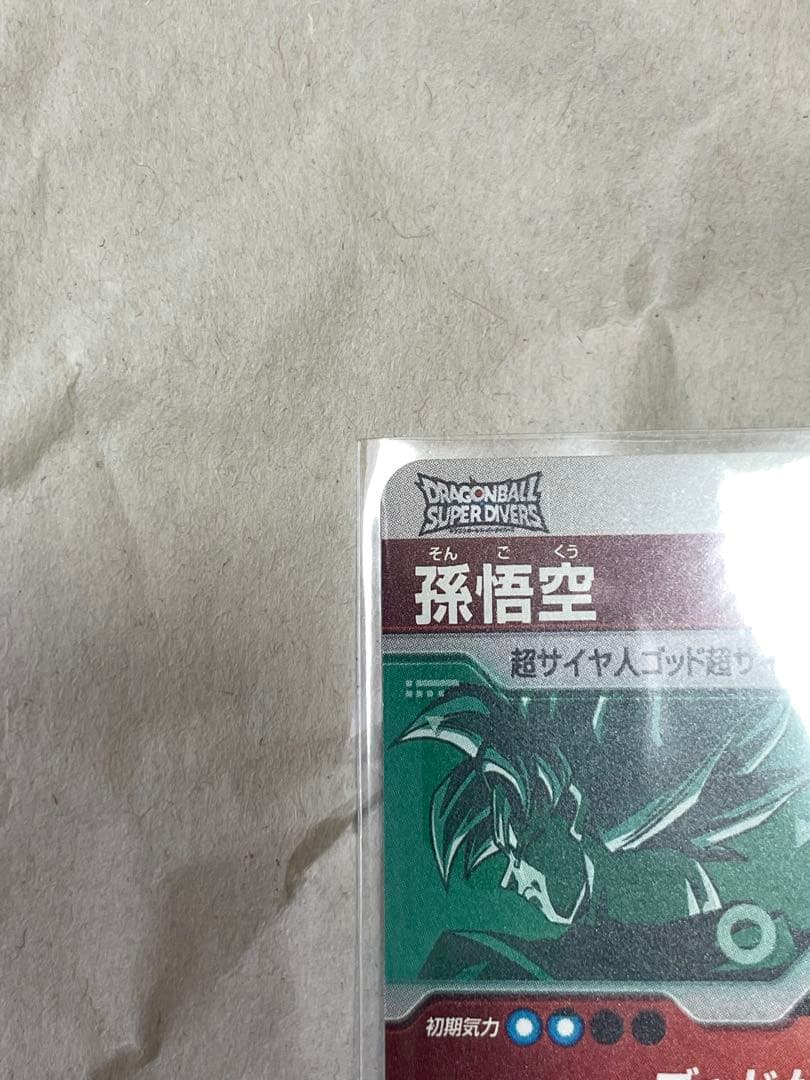 DRAGONBALL
SUPER DIVERS
そん ご くう
孫悟空
超サイヤ人ゴッド超サイ
初期気力